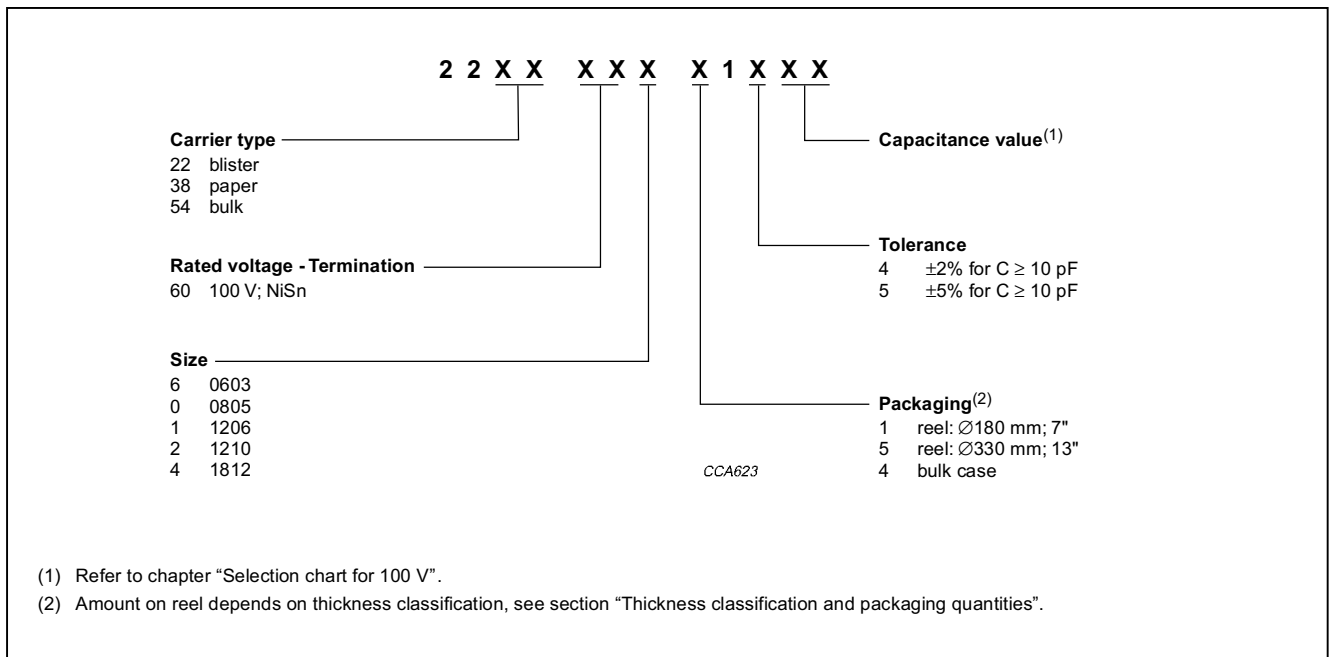 2 2 X X X X X X 1 X X X
Carrier type
22 blister
38 paper
54 bulk
Rated voltage - Termination
60 100 V; NiSn
Size
6 0603
0 0805
1 1206
2 1210
4 1812
Capacitance value(1)
Tolerance
4 ±2% for C ≥ 10 pF
5 ±5% for C ≥ 10 pF
Packaging(2)
1 reel: ∅180 mm; 7"
5 reel: ∅330 mm; 13"
4 bulk case
CCA623
(1) Refer to chapter “Selection chart for 100 V”.
(2) Amount on reel depends on thickness classification, see section “Thickness classification and packaging quantities”.